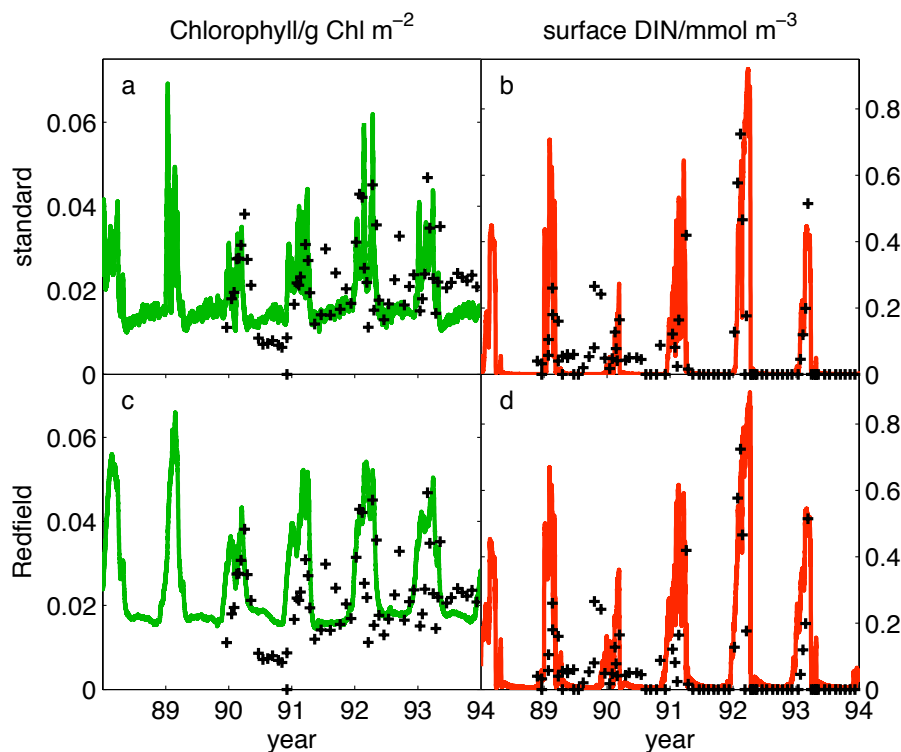 Chlorophyll/g Chl m⁻² surface DIN/mmol m⁻³
a b
0.06 0.8
0.6
0.04 0.4
standard
0.02 0.2
0 0
c d
0.06 0.8
0.6
0.04 0.4
Redfield
0.02 0.2
0 0
89 90 91 92 93 94 89 90 91 92 93 94
year year